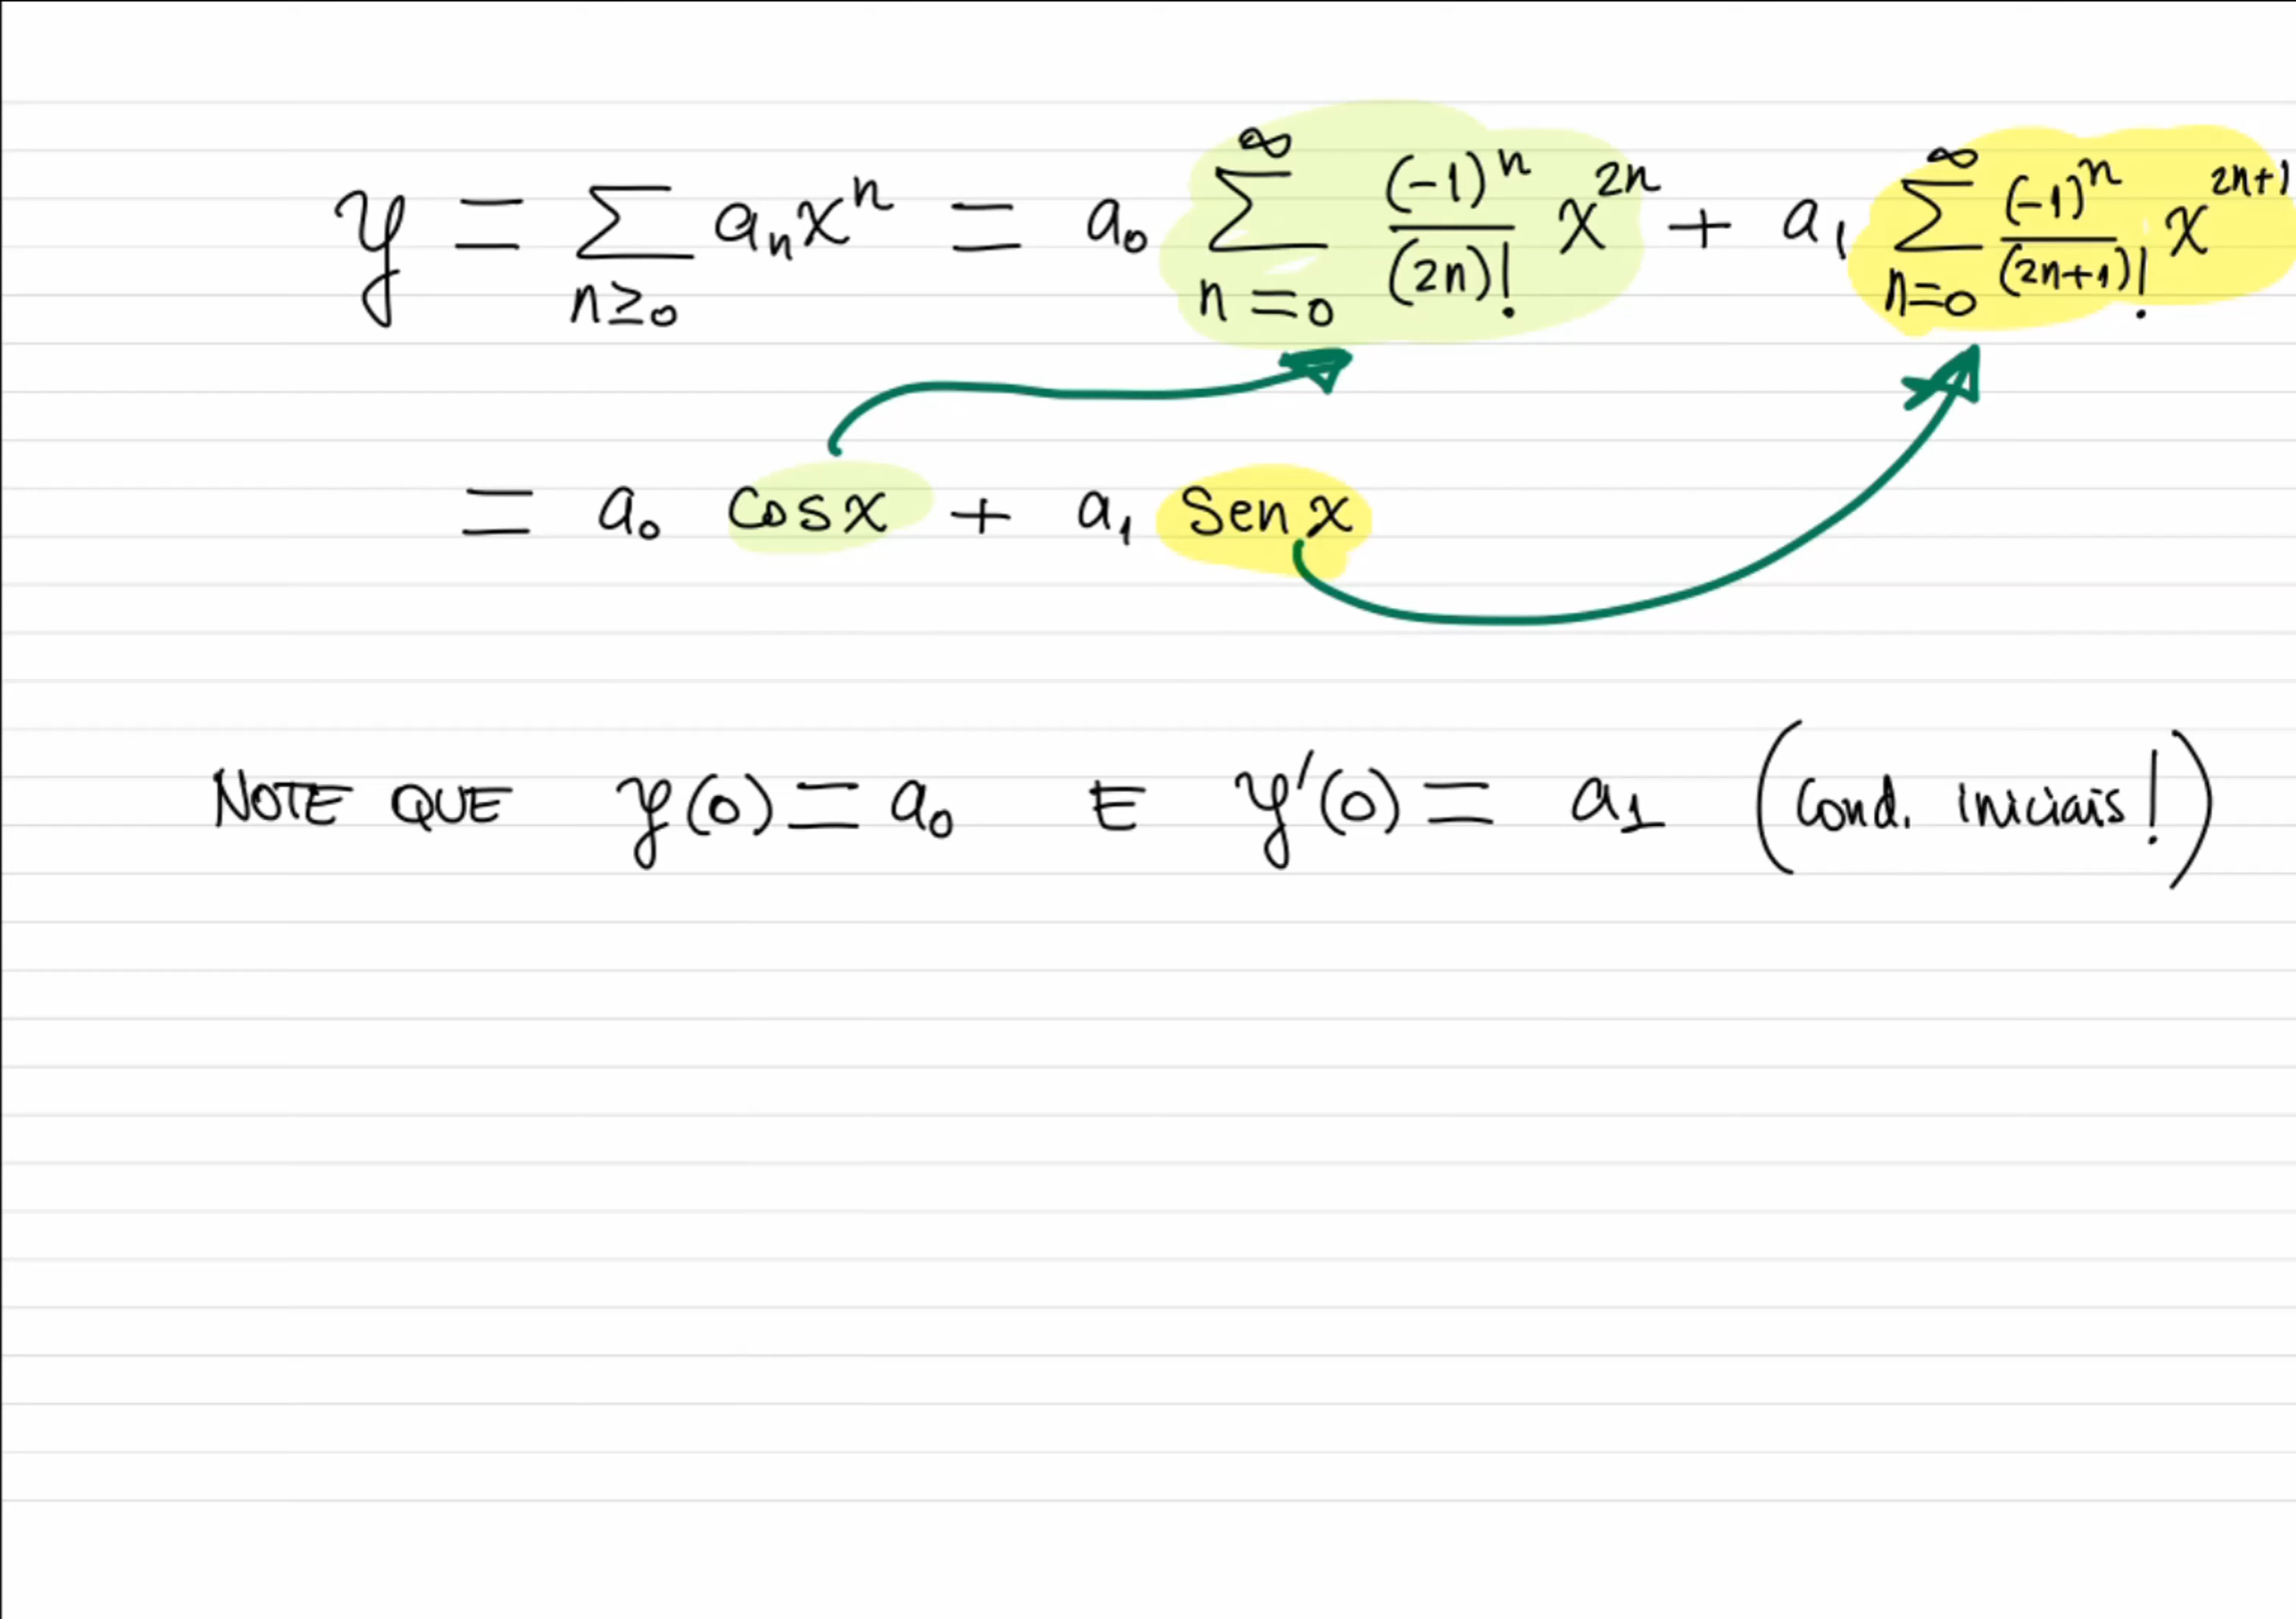 y = ∑_{n≥0} a_n x^n = a_0 ∑_{n=0}^{∞} (-1)^n/(2n)! x^{2n} + a_1 ∑_{n=0}^{∞} (-1)^n/(2n+1)! x^{2n+1}
= a_0 cos x + a_1 sen x
NOTE QUE y(0) = a_0 E y'(0) = a_1 (cond. iniciais!)